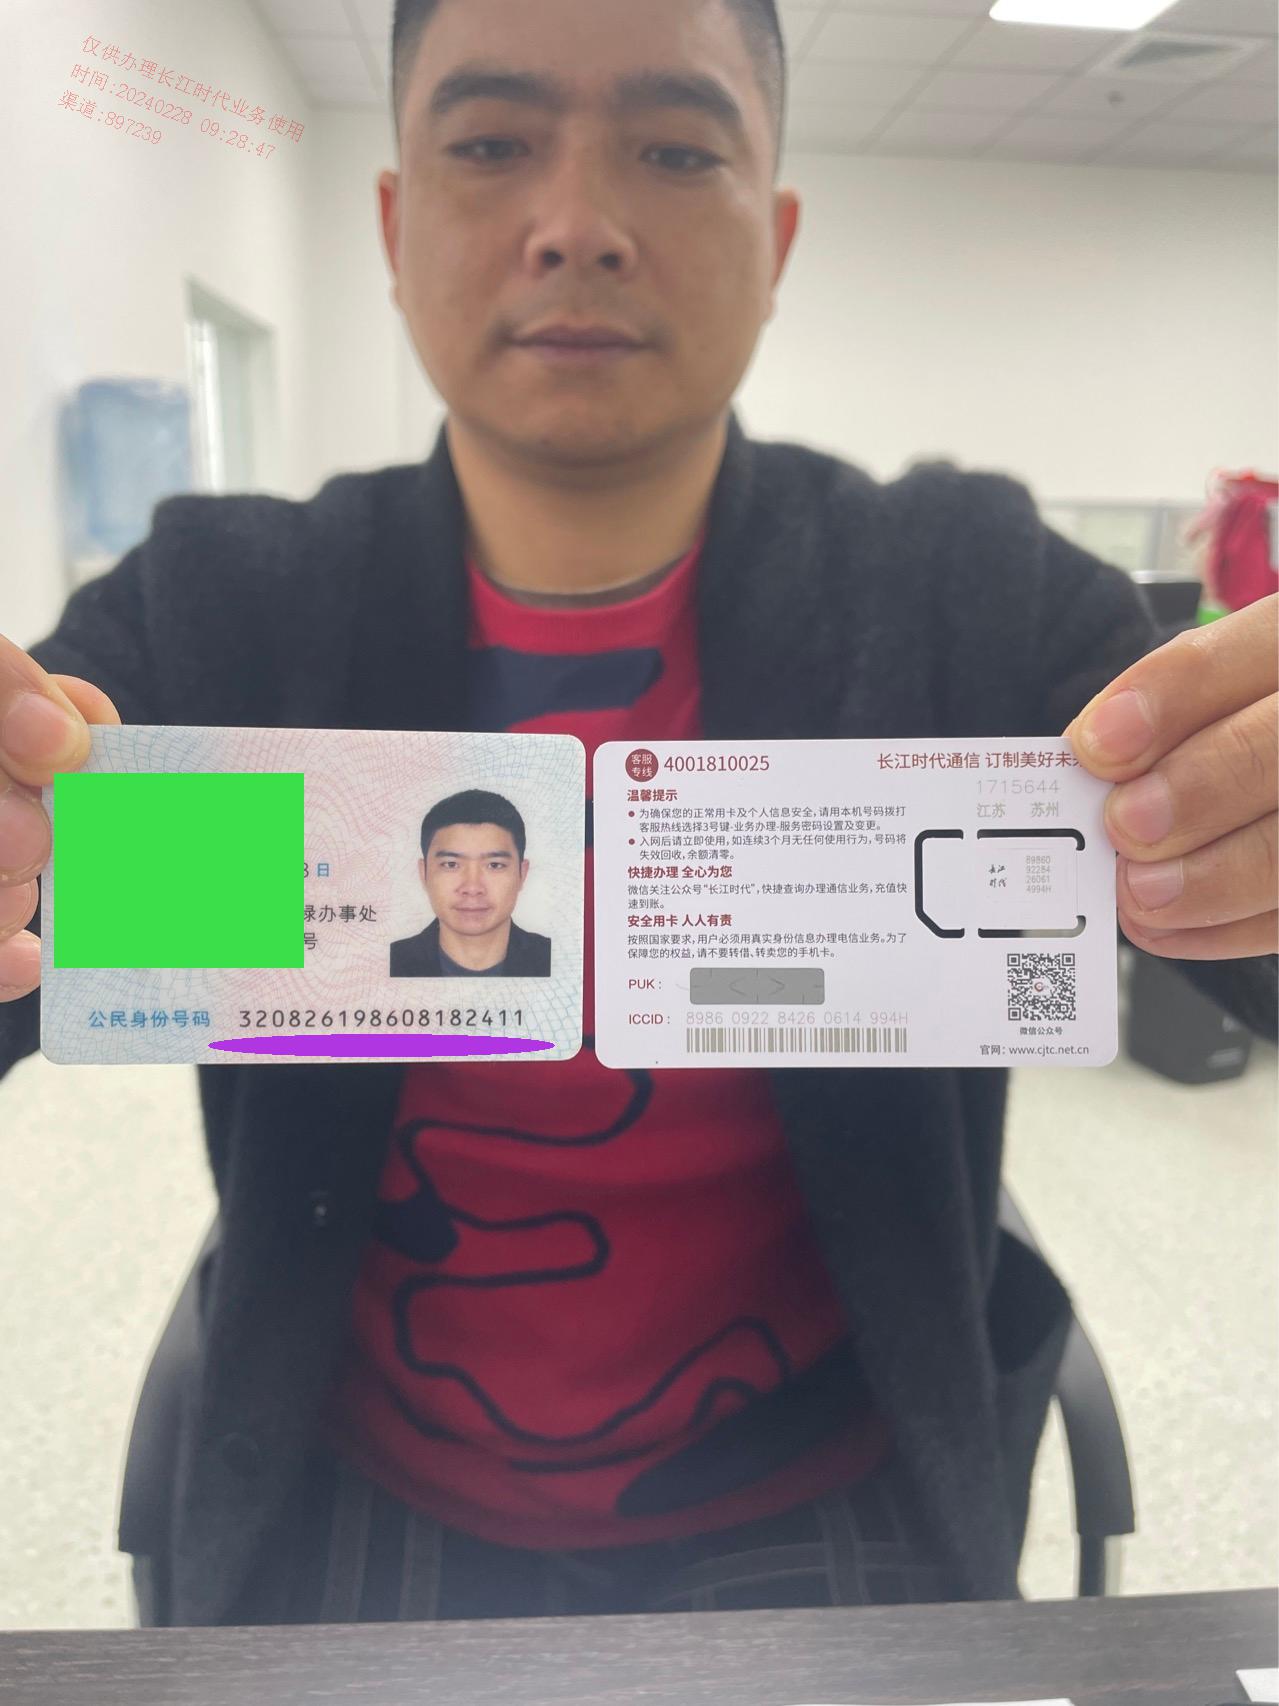 仅供办理长江时代业务使用
时间:20240228 09:28:47
渠道:897239
日
办事处
号
公民身份号码 320826198608182411
客服专线 4001810025
长江时代通信 订制美好未
1715644
江苏 苏州
温馨提示
● 为确保您的正常用卡及个人信息安全,请用本机号码拨打
客服热线选择3号键-业务办理-服务密码设置及变更。
● 入网后请立即使用,如连续3个月无任何使用行为,号码将
失效回收,余额清零。
快捷办理 全心为您
微信关注公众号“长江时代”,快捷查询办理通信业务,充值快
速到账。
安全用卡 人人有责
按照国家要求,用户必须用真实身份信息办理电信业务。为了
保障您的权益,请不要转借、转卖您的手机卡。
长江
时代
89860
92284
26061
4994H
PUK :
ICCID : 8986 0922 8426 0614 994H
微信公众号
官网: www.cjtc.net.cn